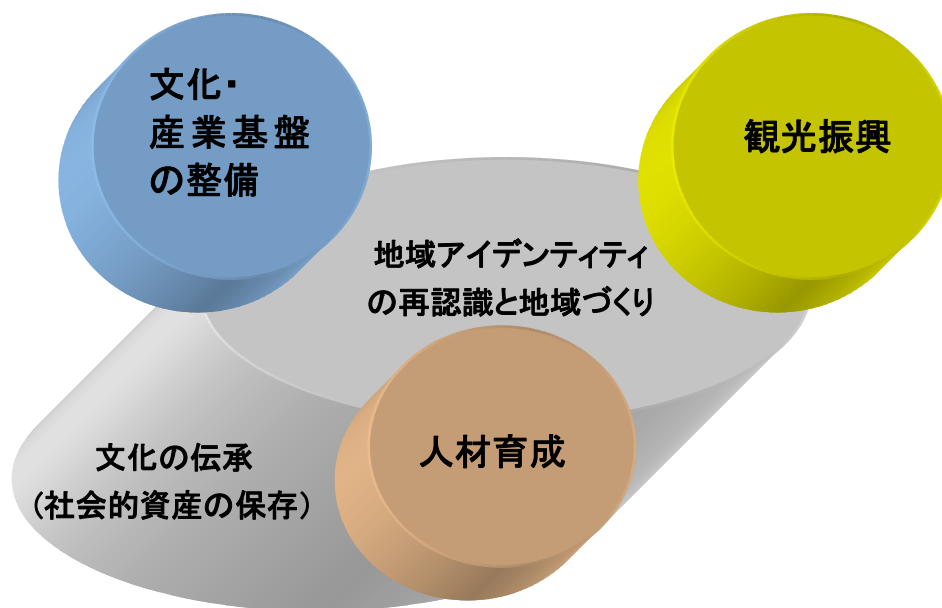 文化・
産業基盤
の整備
観光振興
地域アイデンティティ
の再認識と地域づくり
人材育成
文化の伝承
（社会的資産の保存）